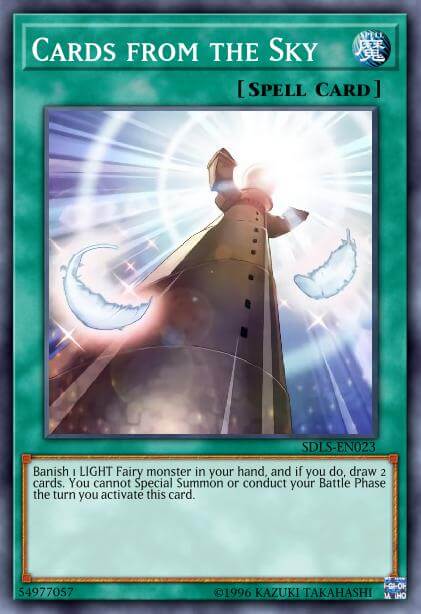 CARDS FROM THE SKY
魔
[SPELL CARD]
SDLS-EN023
Banish 1 LIGHT Fairy monster in your hand, and if you do, draw 2
cards. You cannot Special Summon or conduct your Battle Phase
the turn you activate this card.
54977057
©1996 KAZUKI TAKAHASHI